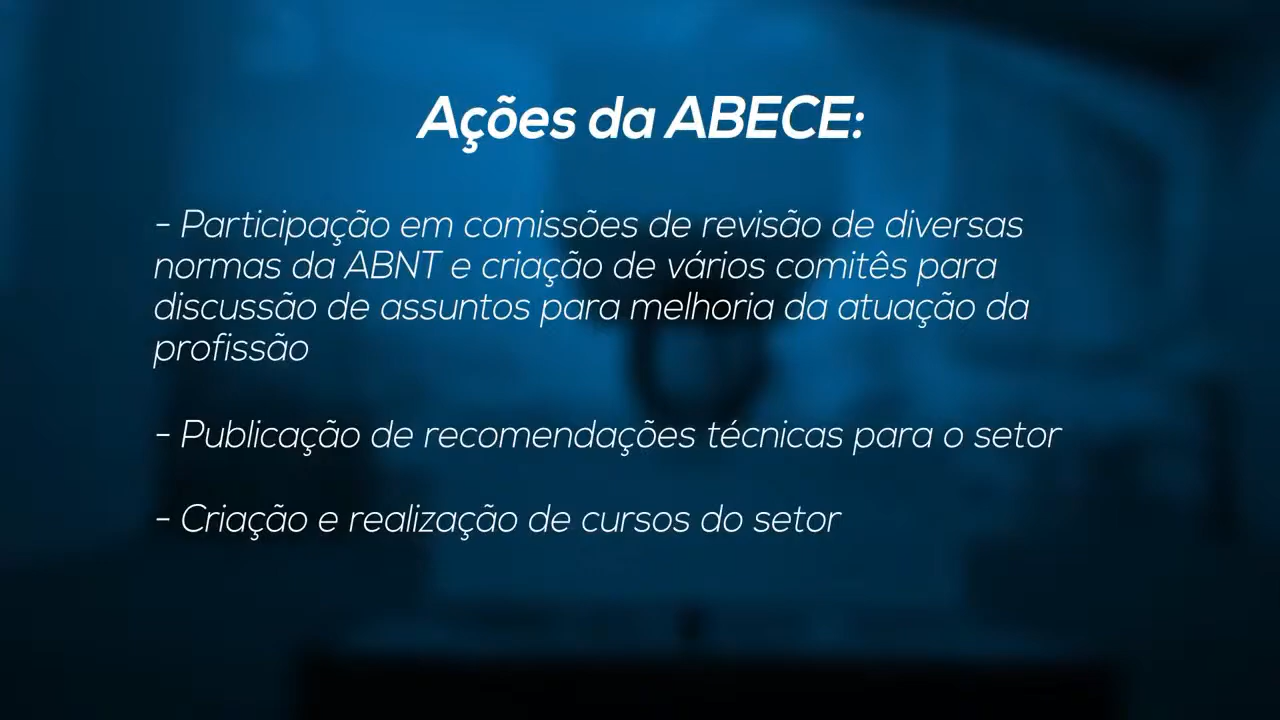 Ações da ABECE:
- Participação em comissões de revisão de diversas
normas da ABNT e criação de vários comitês para
discussão de assuntos para melhoria da atuação da
profissão
- Publicação de recomendações técnicas para o setor
- Criação e realização de cursos do setor